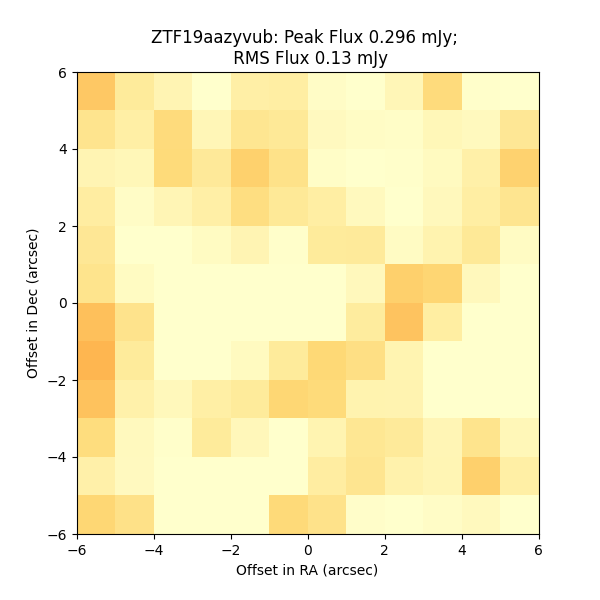 ZTF19aazyvub: Peak Flux 0.296 mJy;
RMS Flux 0.13 mJy
6
4
2
0
−2
−4
−6
Offset in Dec (arcsec)
−6 −4 −2 0 2 4 6
Offset in RA (arcsec)